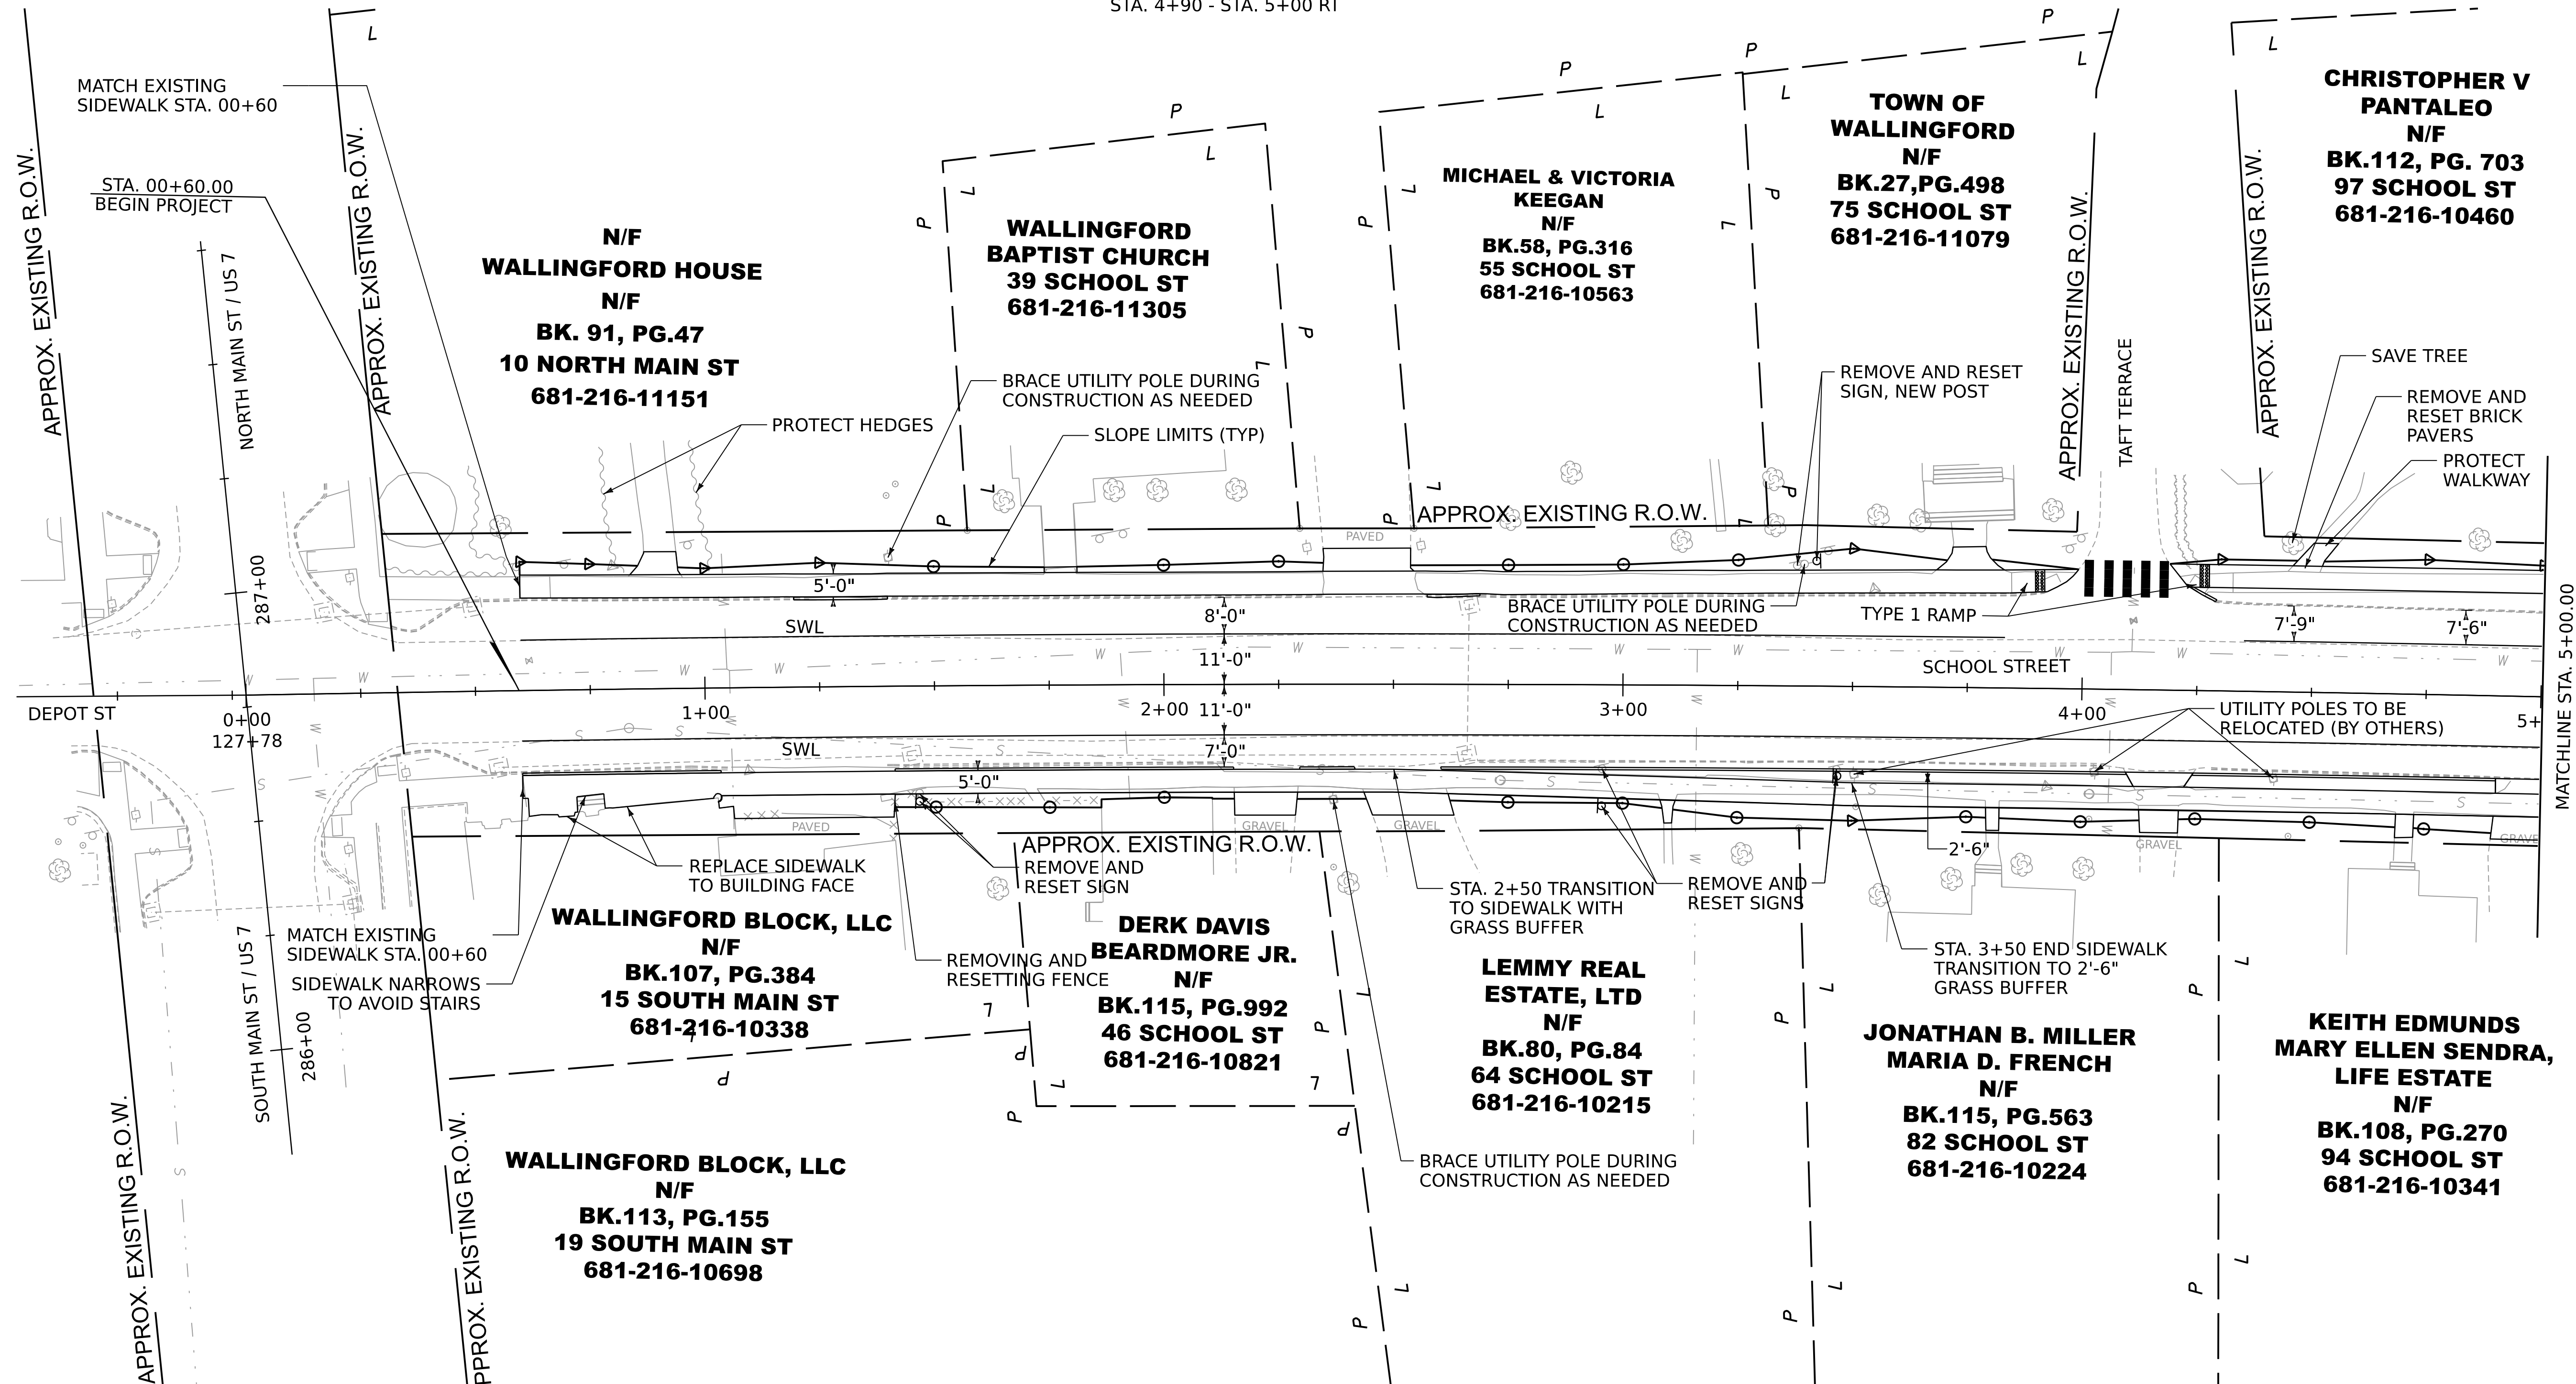 STA. 4+90 - STA. 5+00 RT
MATCH EXISTING
SIDEWALK STA. 00+60
STA. 00+60.00
BEGIN PROJECT
APPROX. EXISTING R.O.W.
APPROX. EXISTING R.O.W.
NORTH MAIN ST / US 7
287+00
N/F
WALLINGFORD HOUSE
N/F
BK. 91, PG.47
10 NORTH MAIN ST
681-216-11151
PROTECT HEDGES
WALLINGFORD
BAPTIST CHURCH
39 SCHOOL ST
681-216-11305
BRACE UTILITY POLE DURING
CONSTRUCTION AS NEEDED
SLOPE LIMITS (TYP)
MICHAEL & VICTORIA
KEEGAN
N/F
BK.58, PG.316
55 SCHOOL ST
681-216-10563
TOWN OF
WALLINGFORD
N/F
BK.27,PG.498
75 SCHOOL ST
681-216-11079
REMOVE AND RESET
SIGN, NEW POST
APPROX. EXISTING R.O.W.
APPROX. EXISTING R.O.W.
TAFT TERRACE
APPROX. EXISTING R.O.W.
CHRISTOPHER V
PANTALEO
N/F
BK.112, PG. 703
97 SCHOOL ST
681-216-10460
SAVE TREE
REMOVE AND
RESET BRICK
PAVERS
PROTECT
WALKWAY
PAVED
5'-0"
8'-0"
SWL
11'-0"
BRACE UTILITY POLE DURING
CONSTRUCTION AS NEEDED
TYPE 1 RAMP
7'-9"
7'-6"
SCHOOL STREET
MATCHLINE STA. 5+00.00
DEPOT ST
0+00
127+78
1+00
2+00
11'-0"
3+00
4+00
5+
UTILITY POLES TO BE
RELOCATED (BY OTHERS)
SWL
7'-0"
5'-0"
PAVED
GRAVEL
GRAVEL
GRAVEL
GRAVE
APPROX. EXISTING R.O.W.
2'-6"
REPLACE SIDEWALK
TO BUILDING FACE
REMOVE AND
RESET SIGN
STA. 2+50 TRANSITION
TO SIDEWALK WITH
GRASS BUFFER
REMOVE AND
RESET SIGNS
STA. 3+50 END SIDEWALK
TRANSITION TO 2'-6"
GRASS BUFFER
MATCH EXISTING
SIDEWALK STA. 00+60
SIDEWALK NARROWS
TO AVOID STAIRS
SOUTH MAIN ST / US 7
286+00
WALLINGFORD BLOCK, LLC
N/F
BK.107, PG.384
15 SOUTH MAIN ST
681-216-10338
REMOVING AND
RESETTING FENCE
DERK DAVIS
BEARDMORE JR.
N/F
BK.115, PG.992
46 SCHOOL ST
681-216-10821
LEMMY REAL
ESTATE, LTD
N/F
BK.80, PG.84
64 SCHOOL ST
681-216-10215
JONATHAN B. MILLER
MARIA D. FRENCH
N/F
BK.115, PG.563
82 SCHOOL ST
681-216-10224
KEITH EDMUNDS
MARY ELLEN SENDRA,
LIFE ESTATE
N/F
BK.108, PG.270
94 SCHOOL ST
681-216-10341
BRACE UTILITY POLE DURING
CONSTRUCTION AS NEEDED
WALLINGFORD BLOCK, LLC
N/F
BK.113, PG.155
19 SOUTH MAIN ST
681-216-10698
APPROX. EXISTING R.O.W.
PPROX. EXISTING R.O.W.